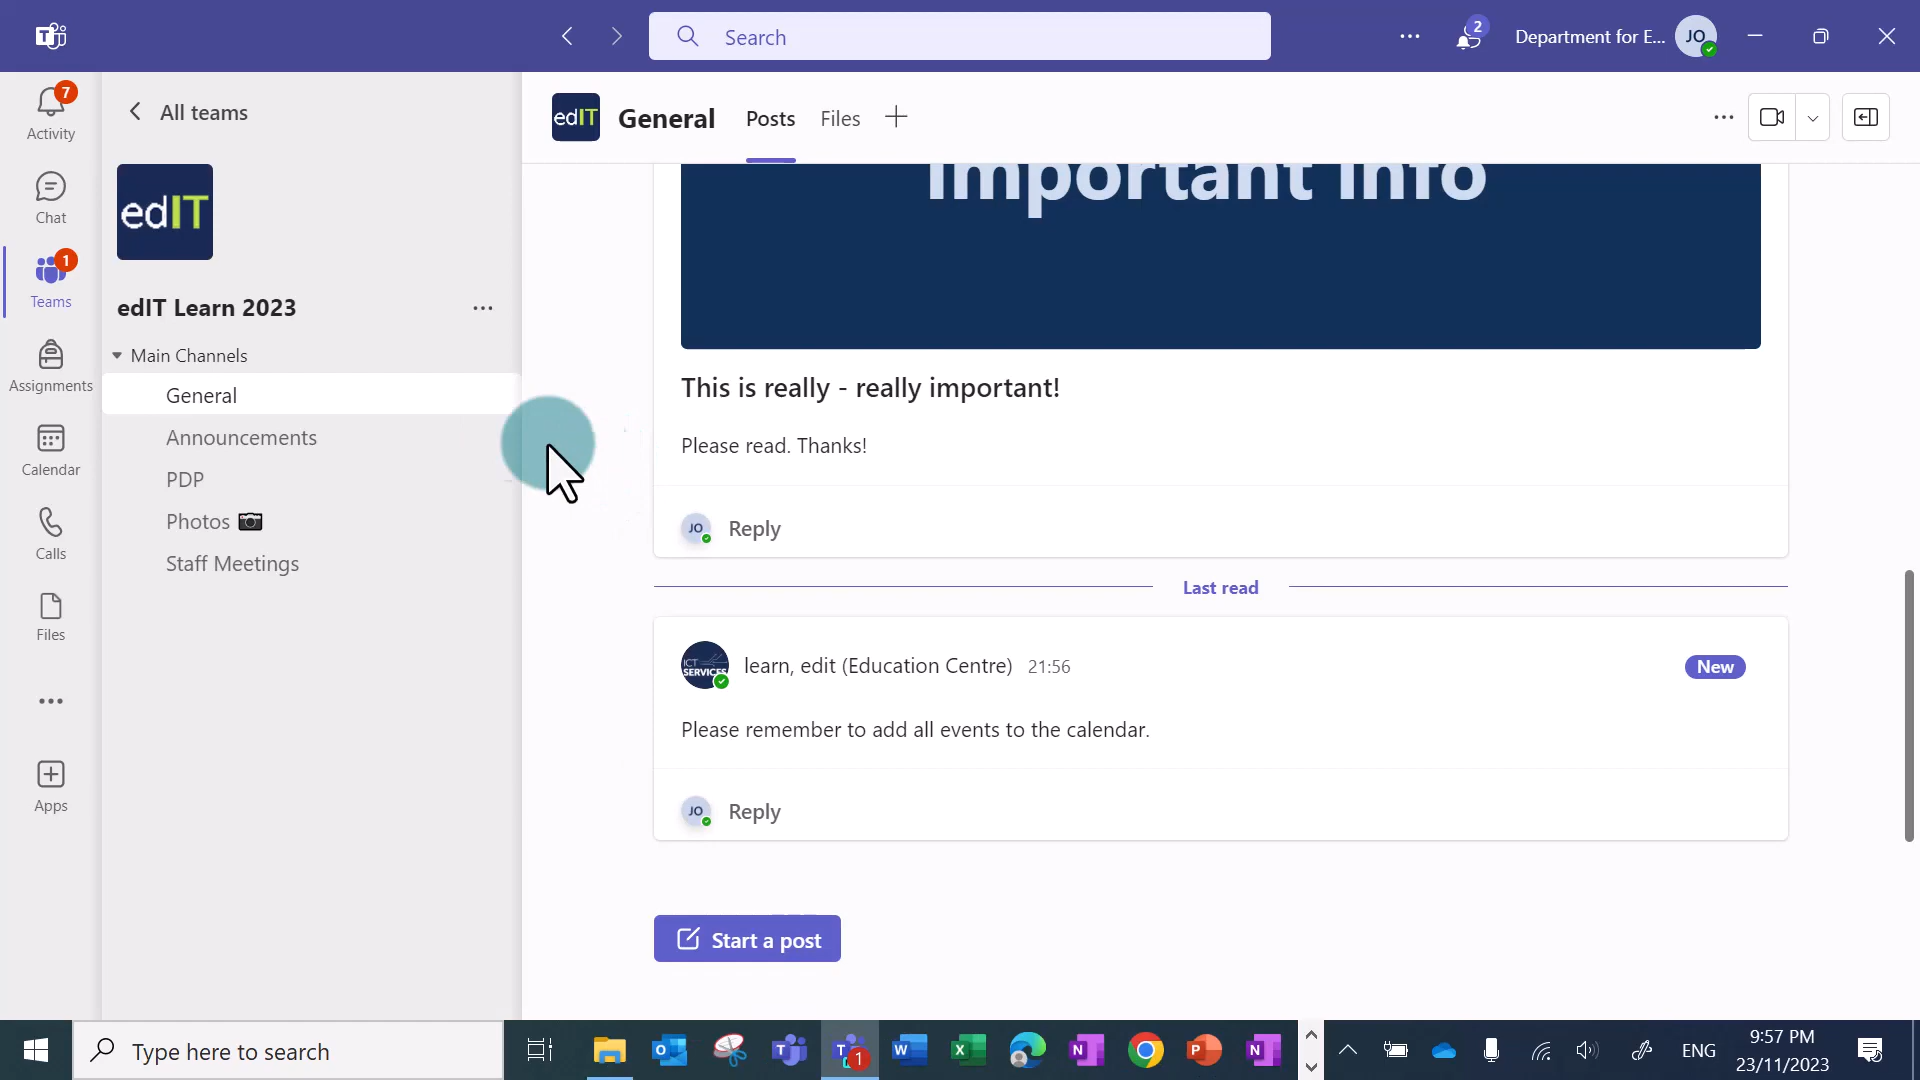 Search
2
Department for E...
JO
7
Activity
Chat
1
Teams
Assignments
Calendar
Calls
Files
Apps
All teams
edIT
edIT Learn 2023
Main Channels
General
Announcements
PDP
Photos
Staff Meetings
edIT
General
Posts
Files
Important Info
This is really - really important!
Please read. Thanks!
JO
Reply
Last read
ICT
SERVICES
learn, edit (Education Centre)
21:56
New
Please remember to add all events to the calendar.
JO
Reply
Start a post
Type here to search
1
ENG
9:57 PM
23/11/2023